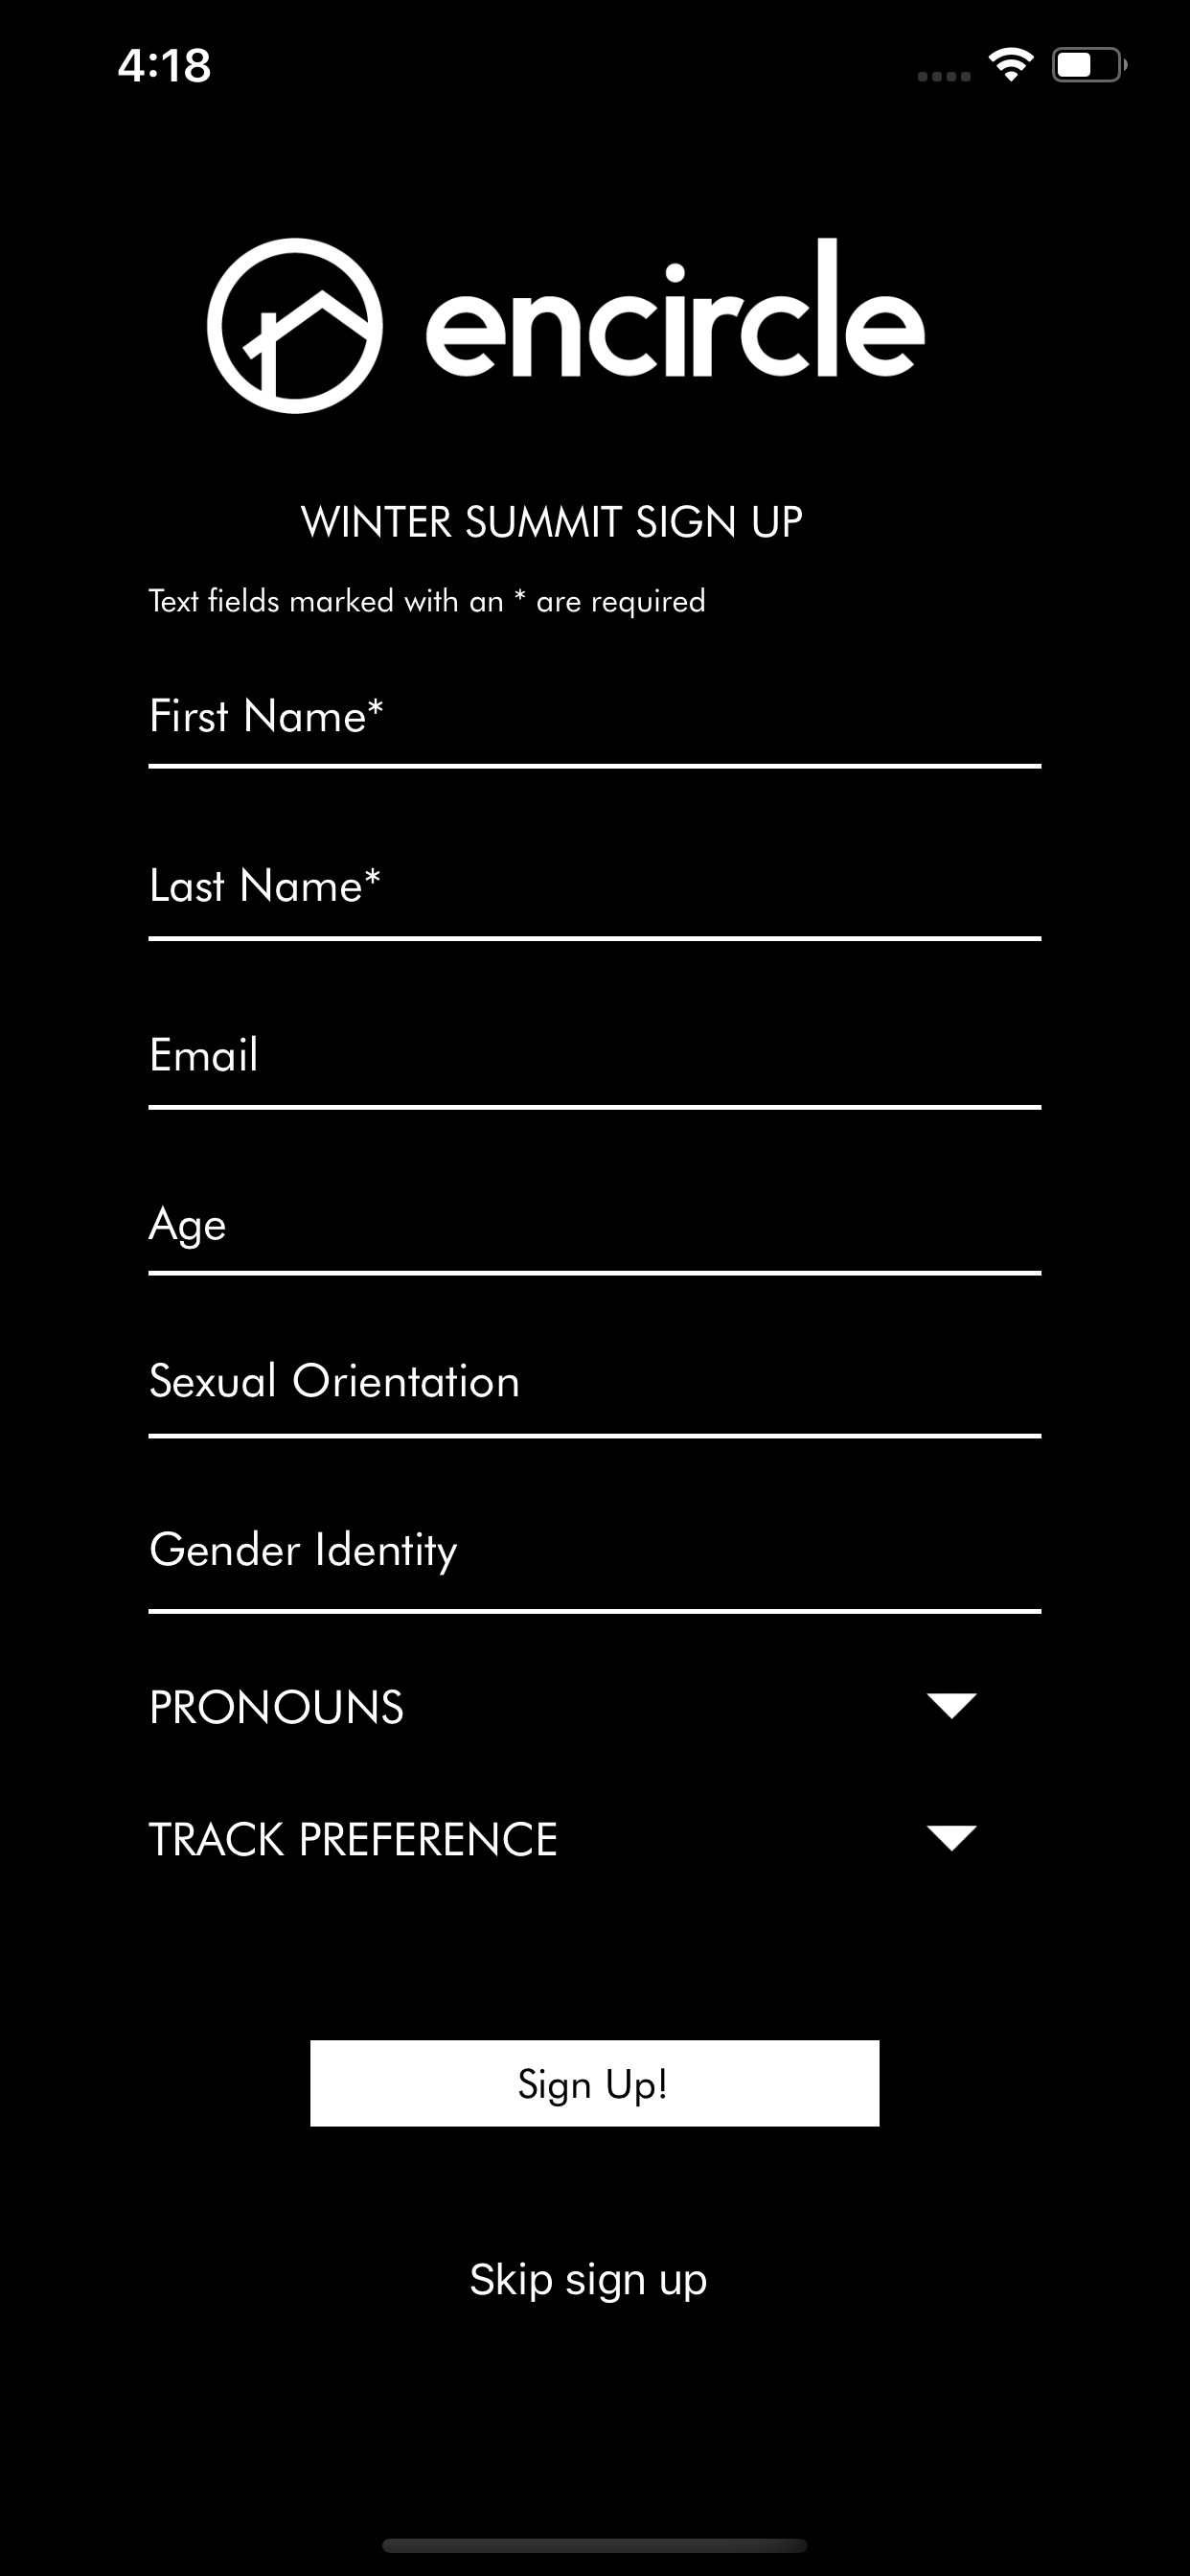 4:18
encircle
WINTER SUMMIT SIGN UP
Text fields marked with an * are required
First Name*
Last Name*
Email
Age
Sexual Orientation
Gender Identity
PRONOUNS
TRACK PREFERENCE
Sign Up!
Skip sign up